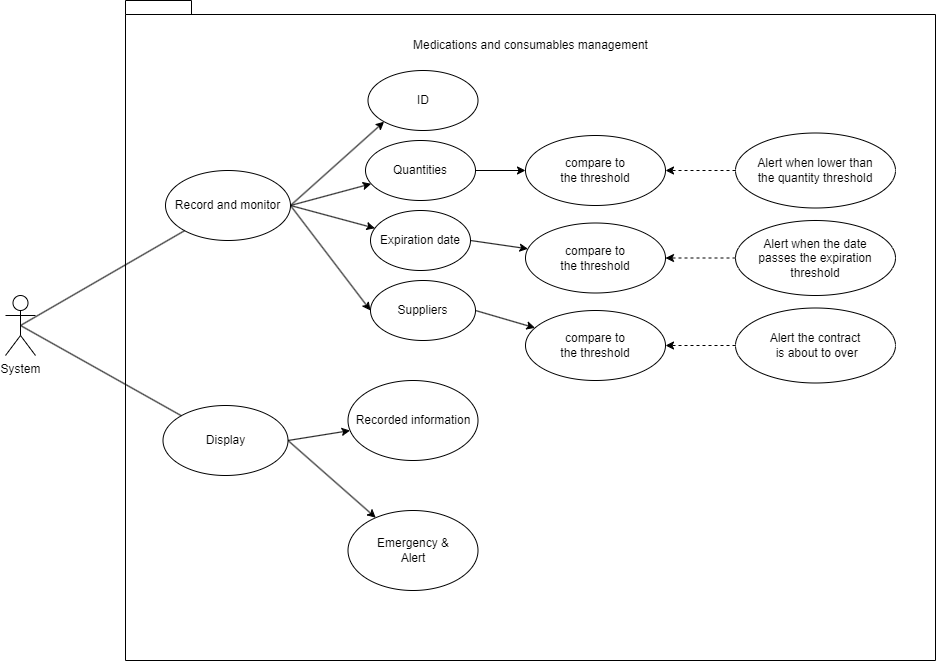 Medications and consumables management
ID
Quantities
compare to
the threshold
Alert when lower than
the quantity threshold
Record and monitor
Expiration date
compare to
the threshold
Alert when the date
passes the expiration
threshold
Suppliers
compare to
the threshold
Alert the contract
is about to over
System
Display
Recorded information
Emergency &
Alert